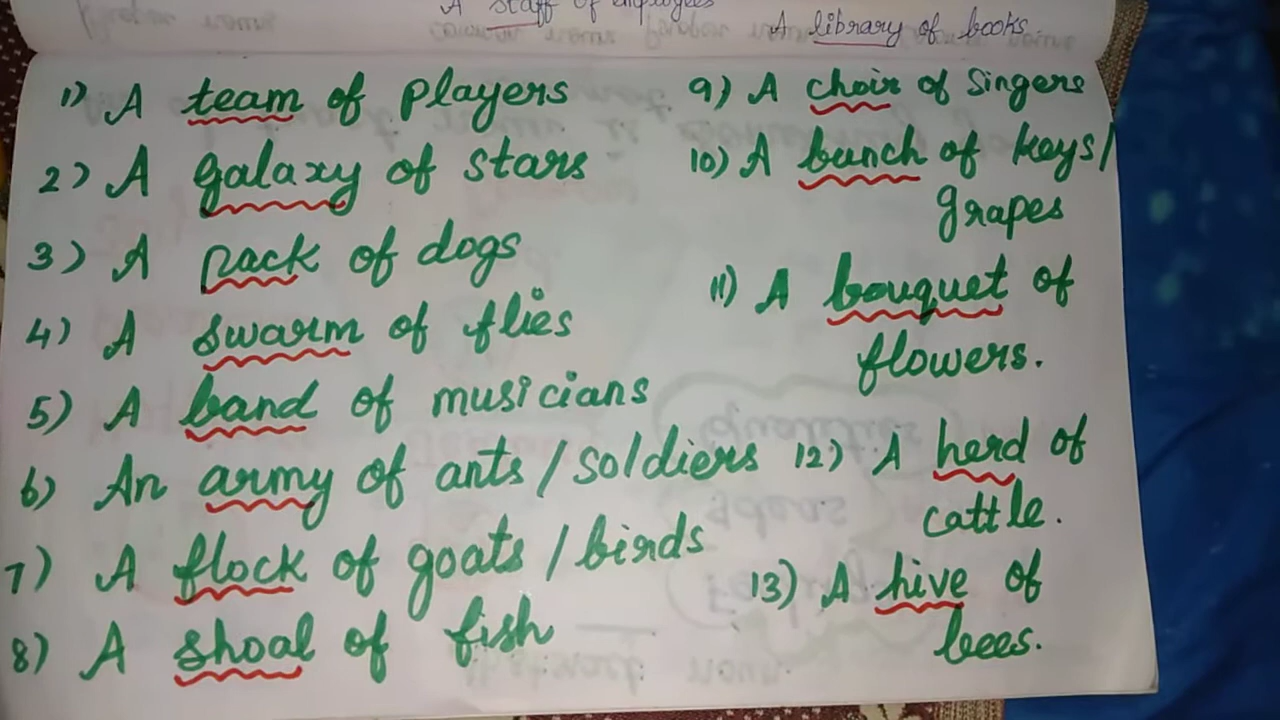 A staff of employees
A library of books
1) A team of players
2) A galaxy of stars
3) A pack of dogs
4) A swarm of flies
5) A band of musicians
6) An army of ants / soldiers
7) A flock of goats / birds
8) A shoal of fish
9) A choir of Singers
10) A bunch of keys /
grapes
11) A bouquet of
flowers.
12) A herd of
cattle.
13) A hive of
bees.